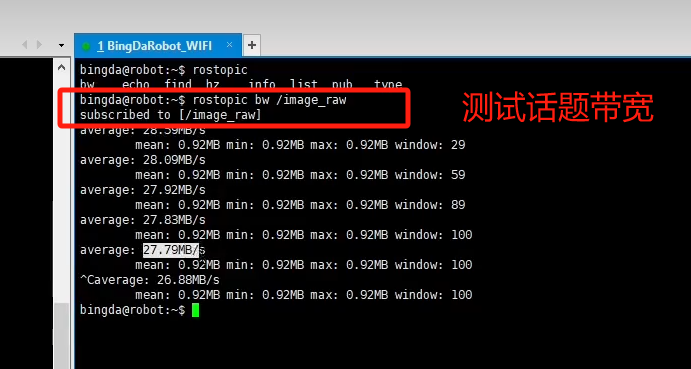 1 BingDaRobot_WIFI × +
bingda@robot:~$ rostopic
bw echo find hz info list pub type
bingda@robot:~$ rostopic bw /image_raw
subscribed to [/image_raw]
测试话题带宽
average: 28.59MB/s
mean: 0.92MB min: 0.92MB max: 0.92MB window: 29
average: 28.09MB/s
mean: 0.92MB min: 0.92MB max: 0.92MB window: 59
average: 27.92MB/s
mean: 0.92MB min: 0.92MB max: 0.92MB window: 89
average: 27.83MB/s
mean: 0.92MB min: 0.92MB max: 0.92MB window: 100
average: 27.79MB/s
mean: 0.92MB min: 0.92MB max: 0.92MB window: 100
^Caverage: 26.88MB/s
mean: 0.92MB min: 0.92MB max: 0.92MB window: 100
bingda@robot:~$